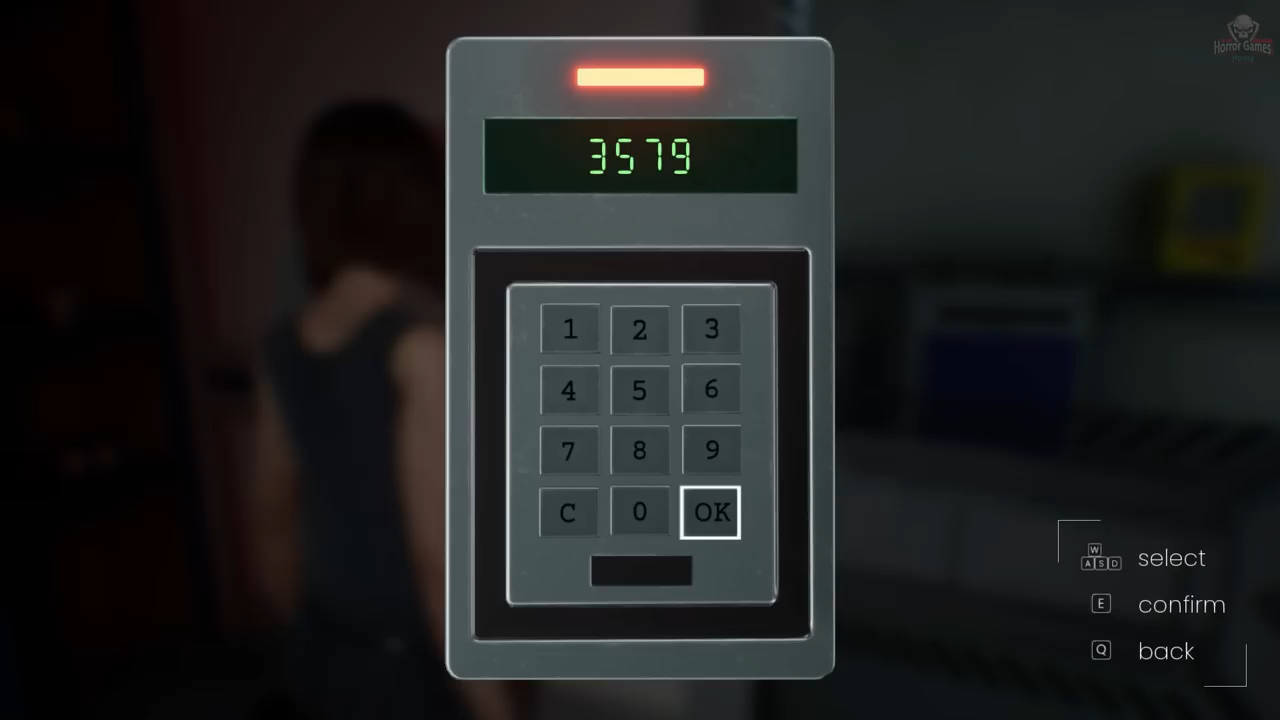 Horror Games
3579
1 2 3
4 5 6
7 8 9
C 0 OK
W
A S D select
E confirm
Q back